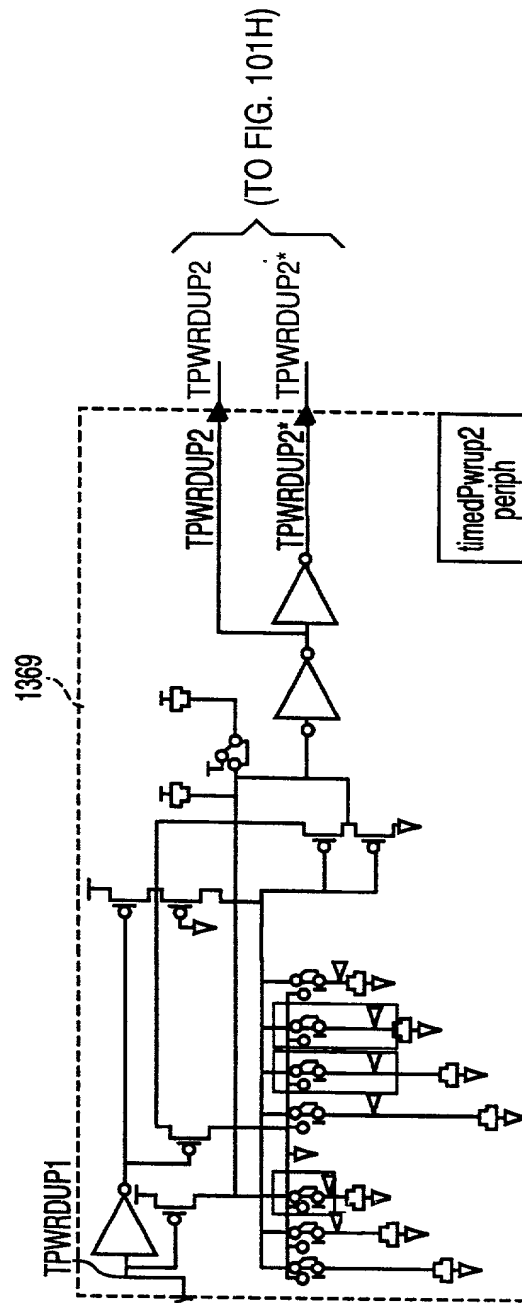 1369
TPWRDUP1
TPWRDUP2
TPWRDUP2
TPWRDUP2*
TPWRDUP2*
(TO FIG. 101H)
timedPwrup2
periph